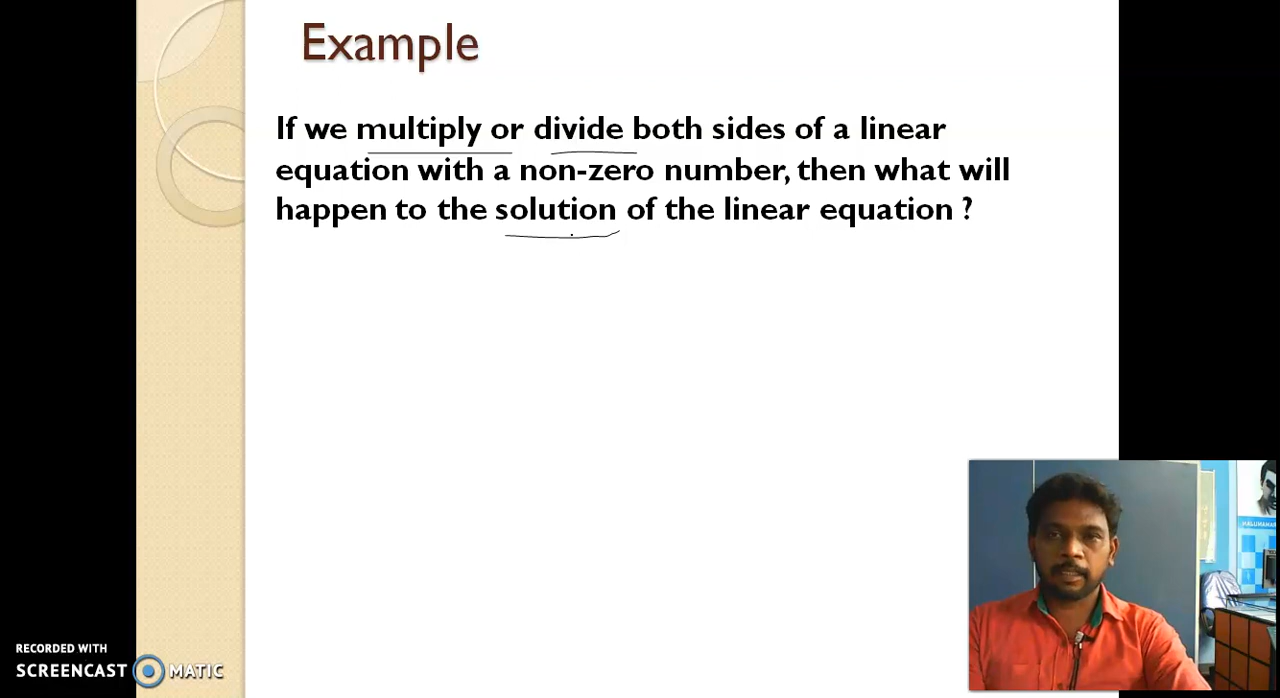 Example
If we multiply or divide both sides of a linear
equation with a non-zero number, then what will
happen to the solution of the linear equation ?
RECORDED WITH
SCREENCAST MATIC